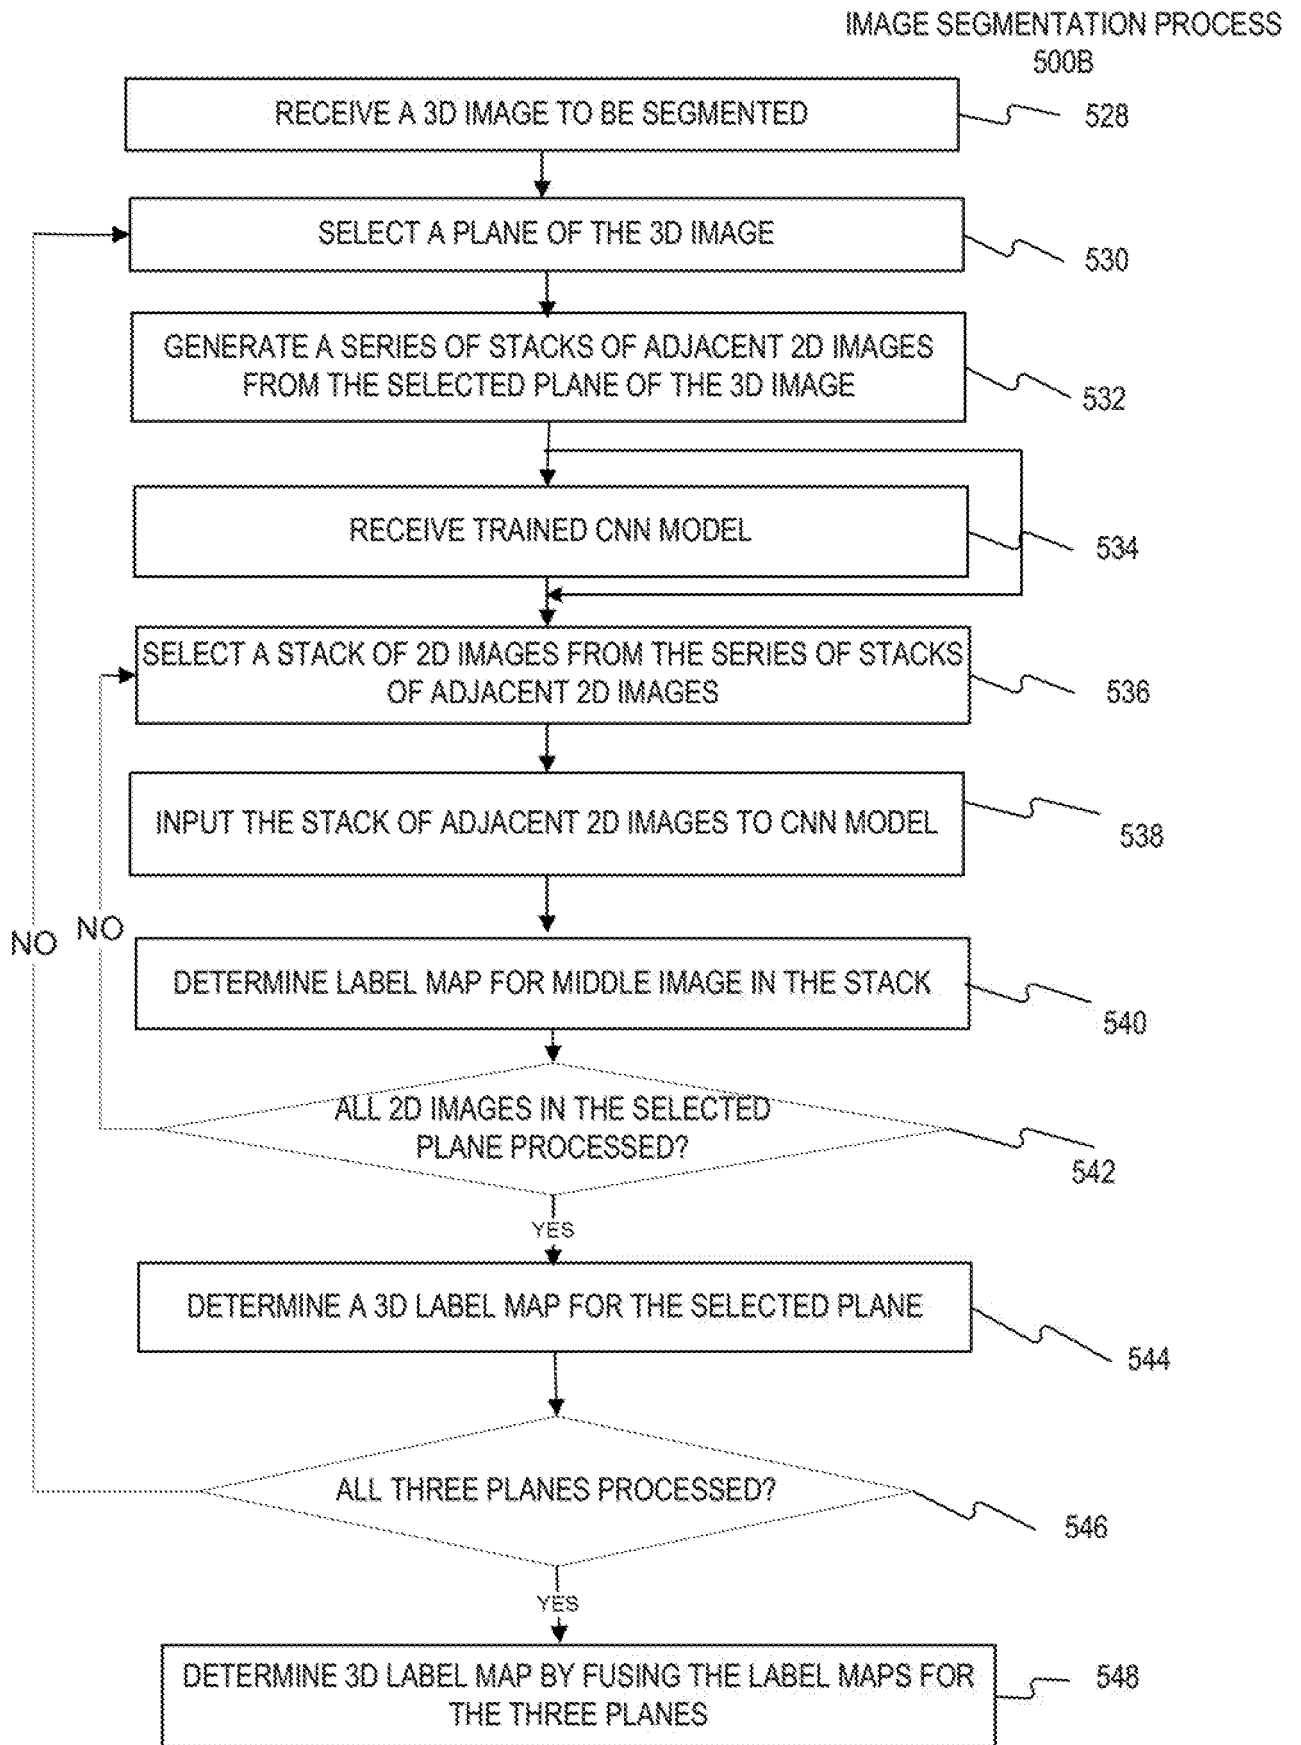 IMAGE SEGMENTATION PROCESS
500B
RECEIVE A 3D IMAGE TO BE SEGMENTED
528
SELECT A PLANE OF THE 3D IMAGE
530
GENERATE A SERIES OF STACKS OF ADJACENT 2D IMAGES
FROM THE SELECTED PLANE OF THE 3D IMAGE
532
RECEIVE TRAINED CNN MODEL
534
SELECT A STACK OF 2D IMAGES FROM THE SERIES OF STACKS
OF ADJACENT 2D IMAGES
536
INPUT THE STACK OF ADJACENT 2D IMAGES TO CNN MODEL
538
NO
NO
DETERMINE LABEL MAP FOR MIDDLE IMAGE IN THE STACK
540
ALL 2D IMAGES IN THE SELECTED
PLANE PROCESSED?
542
YES
DETERMINE A 3D LABEL MAP FOR THE SELECTED PLANE
544
ALL THREE PLANES PROCESSED?
546
YES
DETERMINE 3D LABEL MAP BY FUSING THE LABEL MAPS FOR
THE THREE PLANES
548